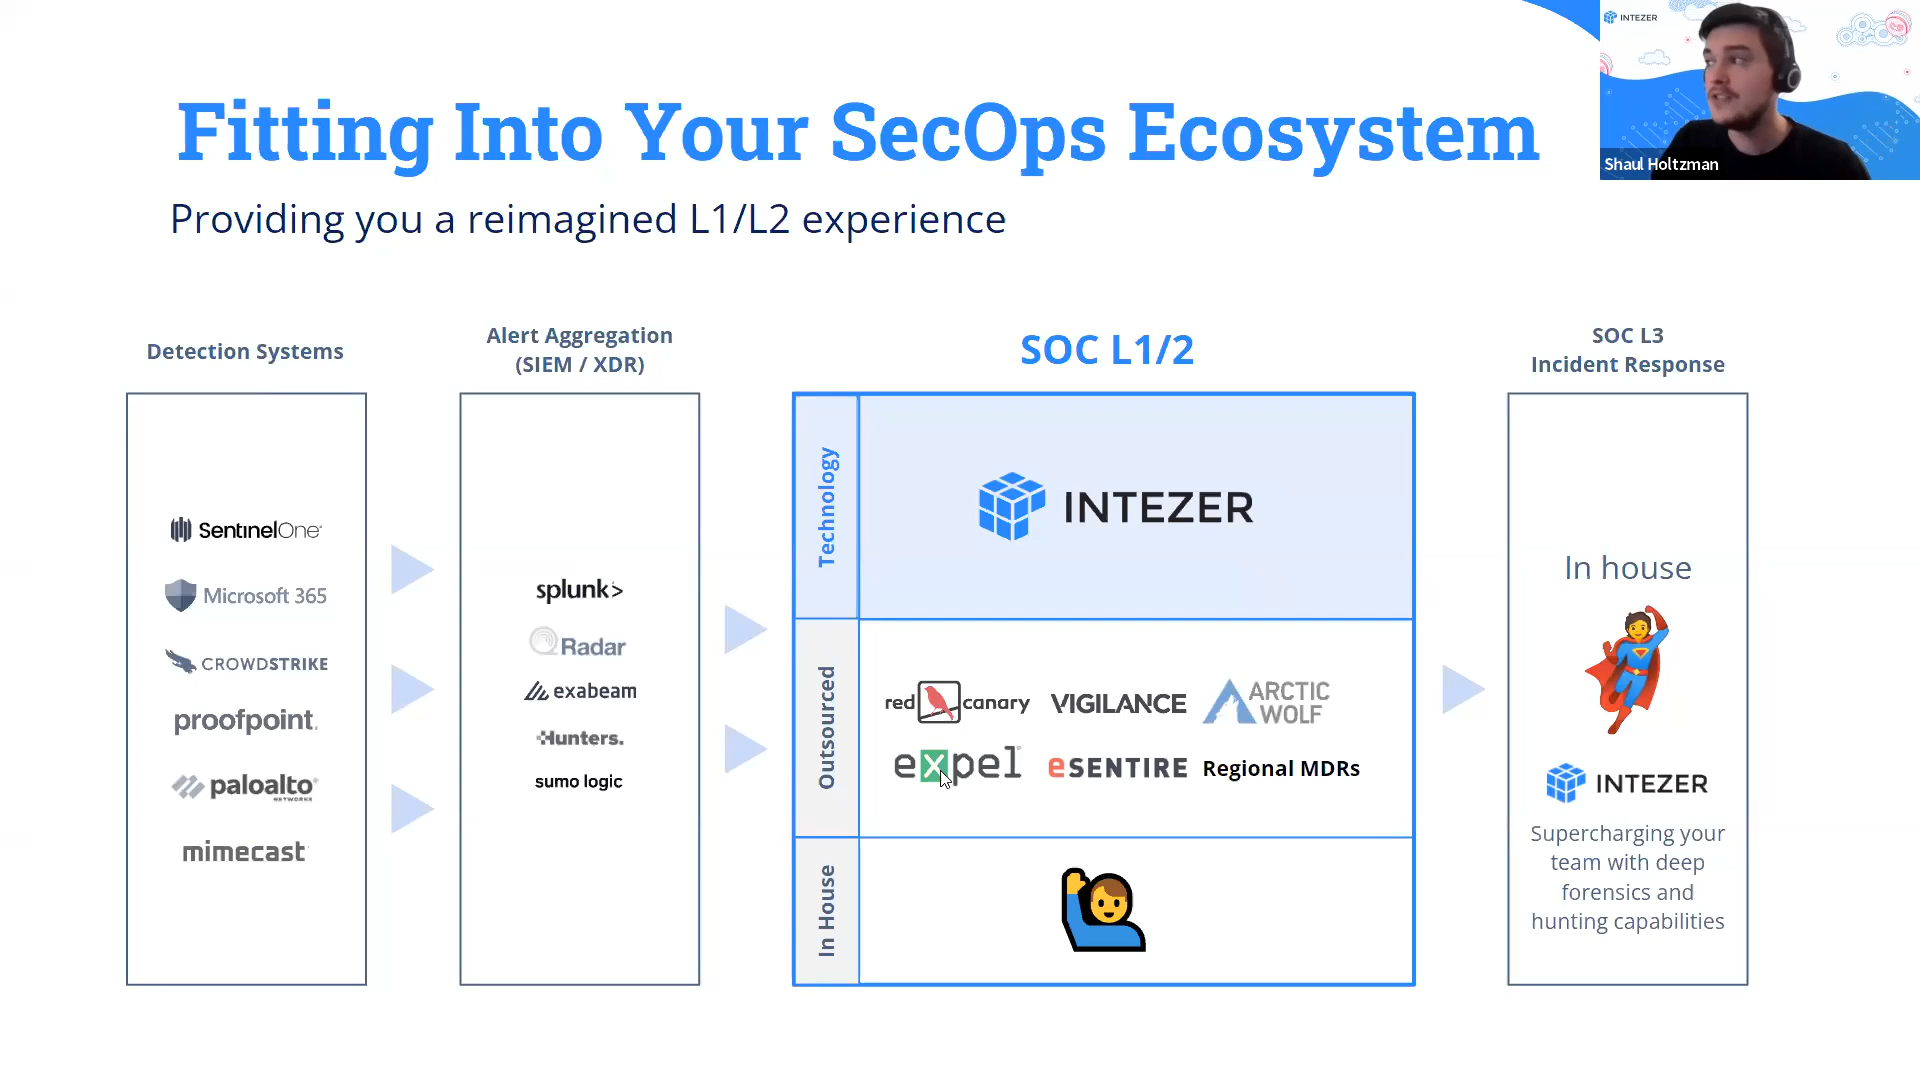 INTEZER
Shaul Holtzman
Fitting Into Your SecOps Ecosystem
Providing you a reimagined L1/L2 experience
Detection Systems
SentinelOne
Microsoft 365
CROWDSTRIKE
proofpoint.
paloalto
NETWORKS
mimecast
Alert Aggregation
(SIEM / XDR)
splunk>
QRadar
exabeam
Hunters.
sumo logic
SOC L1/2
Technology
INTEZER
Outsourced
red canary
VIGILANCE
ARCTIC
WOLF
expel
eSENTIRE
Regional MDRs
In House
SOC L3
Incident Response
In house
INTEZER
Supercharging your
team with deep
forensics and
hunting capabilities